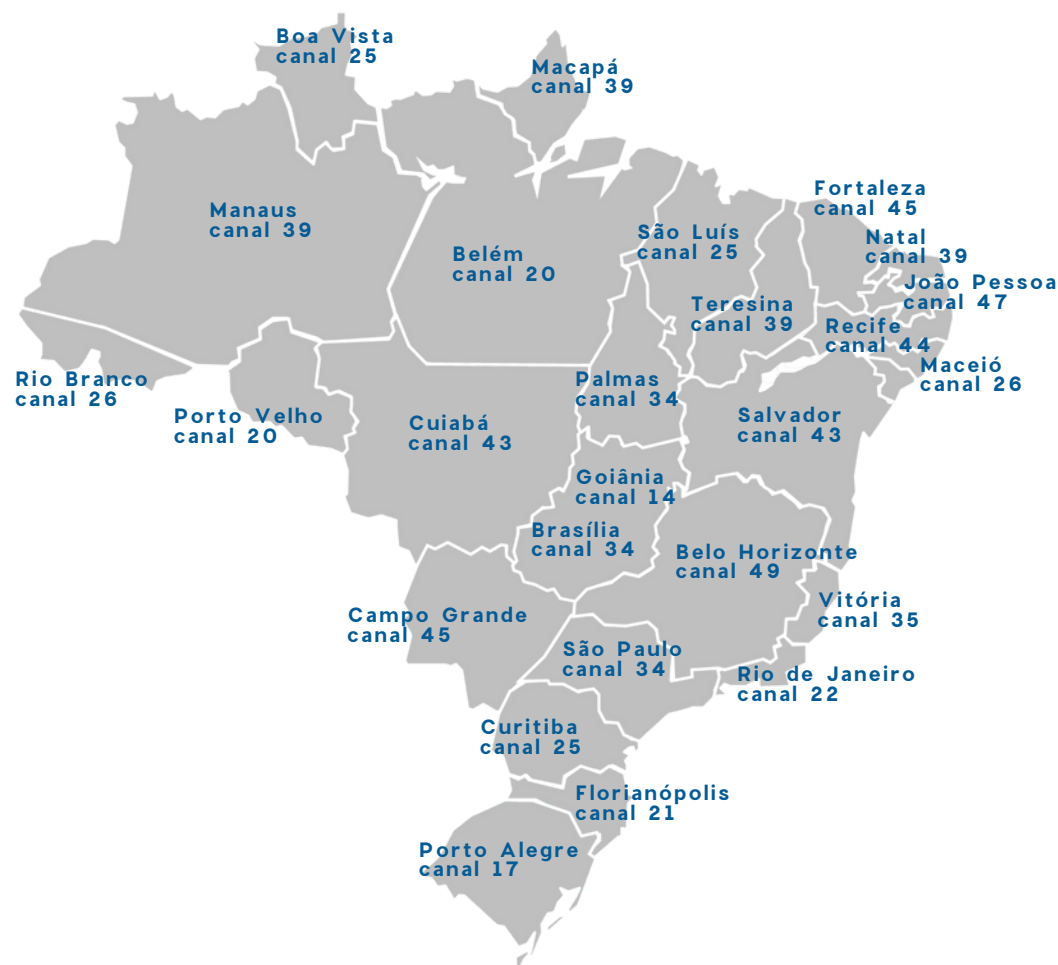 Boa Vista
canal 25
Macapá
canal 39
Fortaleza
canal 45
Manaus
canal 39
São Luís
canal 25
Natal
canal 39
Belém
canal 20
João Pessoa
canal 47
Teresina
canal 39
Recife
canal 44
Maceió
canal 26
Rio Branco
canal 26
Palmas
canal 34
Porto Velho
canal 20
Cuiabá
canal 43
Salvador
canal 43
Goiânia
canal 14
Brasília
canal 34
Belo Horizonte
canal 49
Vitória
canal 35
Campo Grande
canal 45
São Paulo
canal 34
Rio de Janeiro
canal 22
Curitiba
canal 25
Florianópolis
canal 21
Porto Alegre
canal 17